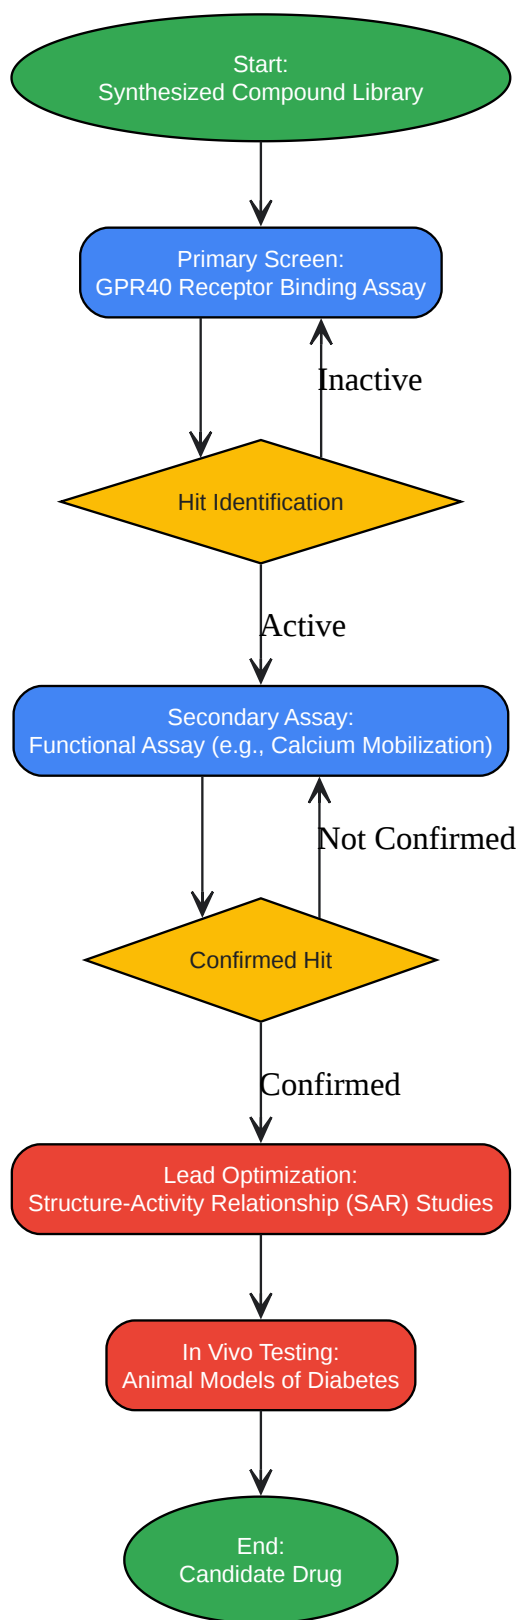 Start:
Synthesized Compound Library
Primary Screen:
GPR40 Receptor Binding Assay
Inactive
Hit Identification
Active
Secondary Assay:
Functional Assay (e.g., Calcium Mobilization)
Not Confirmed
Confirmed Hit
Confirmed
Lead Optimization:
Structure-Activity Relationship (SAR) Studies
In Vivo Testing:
Animal Models of Diabetes
End:
Candidate Drug